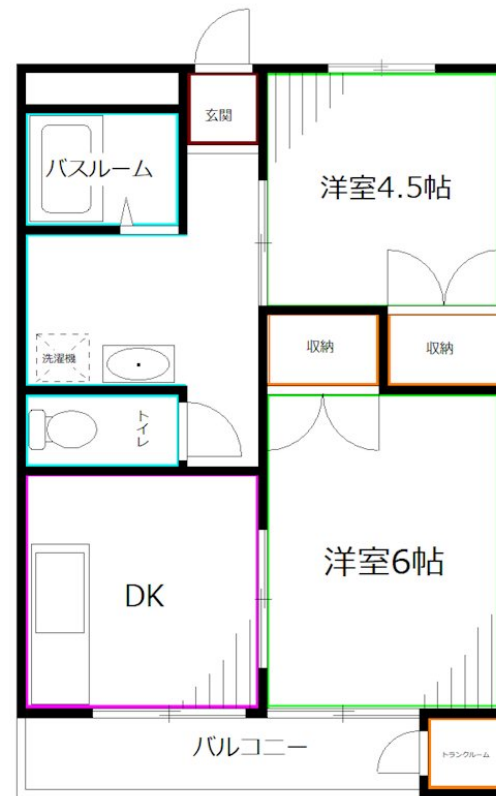 玄関
バスルーム
洋室4.5帖
洗濯機
収納
収納
トイレ
DK
洋室6帖
バルコニー
トランクルーム